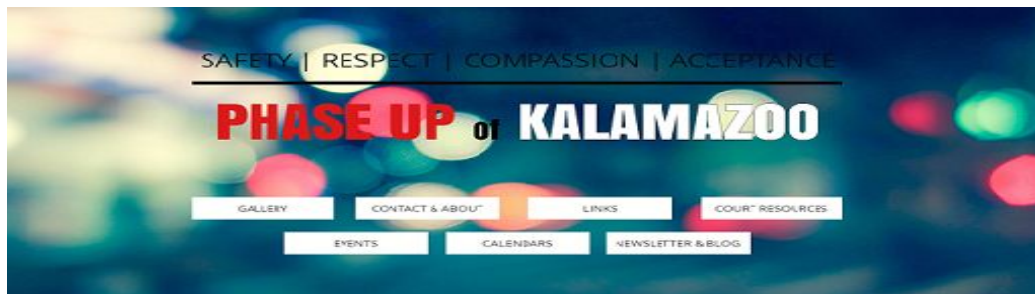 SAFETY | RESPECT | COMPASSION | ACCEPTANCE
PHASE UP of KALAMAZOO
GALLERY CONTACT & ABOUT LINKS COURT RESOURCES
EVENTS CALENDARS NEWSLETTER & BLOG